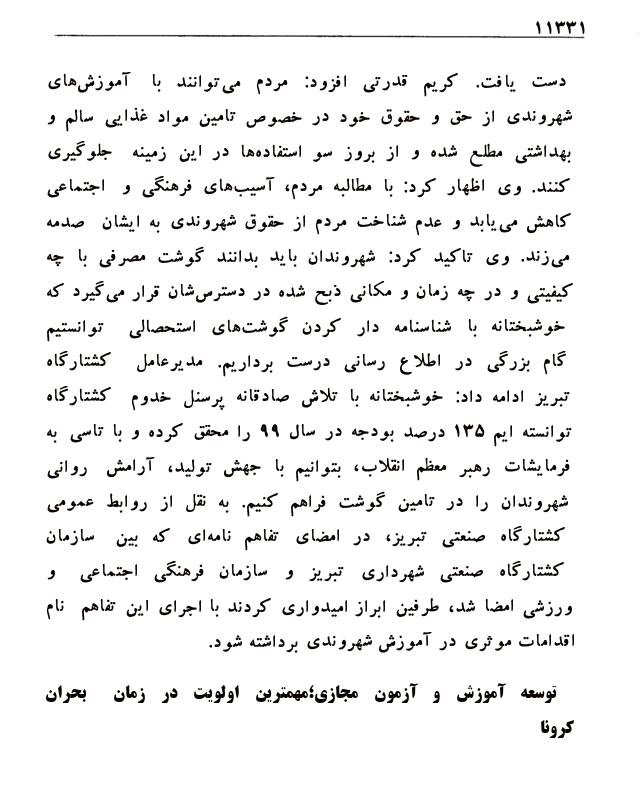 ۱۱۳۳۱
دست یافت. کریم قدرتی افزود: مردم می‌توانند با آموزش‌های
شهروندی از حق و حقوق خود در خصوص تامین مواد غذایی سالم و
بهداشتی مطلع شده و از بروز سو استفاده‌ها در این زمینه جلوگیری
کنند. وی اظهار کرد: با مطالبه مردم، آسیب‌های فرهنگی و اجتماعی
کاهش می‌یابد و عدم شناخت مردم از حقوق شهروندی به ایشان صدمه
می‌زند. وی تاکید کرد: شهروندان باید بدانند گوشت مصرفی با چه
کیفیتی و در چه زمان و مکانی ذبح شده در دسترس‌شان قرار می‌گیرد که
خوشبختانه با شناسنامه دار کردن گوشت‌های استحصالی توانستیم
گام بزرگی در اطلاع رسانی درست برداریم. مدیرعامل کشتارگاه
تبریز ادامه داد: خوشبختانه با تلاش صادقانه پرسنل خدوم کشتارگاه
توانسته ایم ۱۳۵ درصد بودجه در سال ۹۹ را محقق کرده و با تاسی به
فرمایشات رهبر معظم انقلاب، بتوانیم با جهش تولید، آرامش روانی
شهروندان را در تامین گوشت فراهم کنیم. به نقل از روابط عمومی
کشتارگاه صنعتی تبریز، در امضای تفاهم نامه‌ای که بین سازمان
کشتارگاه صنعتی شهرداری تبریز و سازمان فرهنگی اجتماعی و
ورزشی امضا شد، طرفین ابراز امیدواری کردند با اجرای این تفاهم نام
اقدامات موثری در آموزش شهروندی برداشته شود.
توسعه آموزش و آزمون مجازی؛مهمترین اولویت در زمان بحران
کرونا